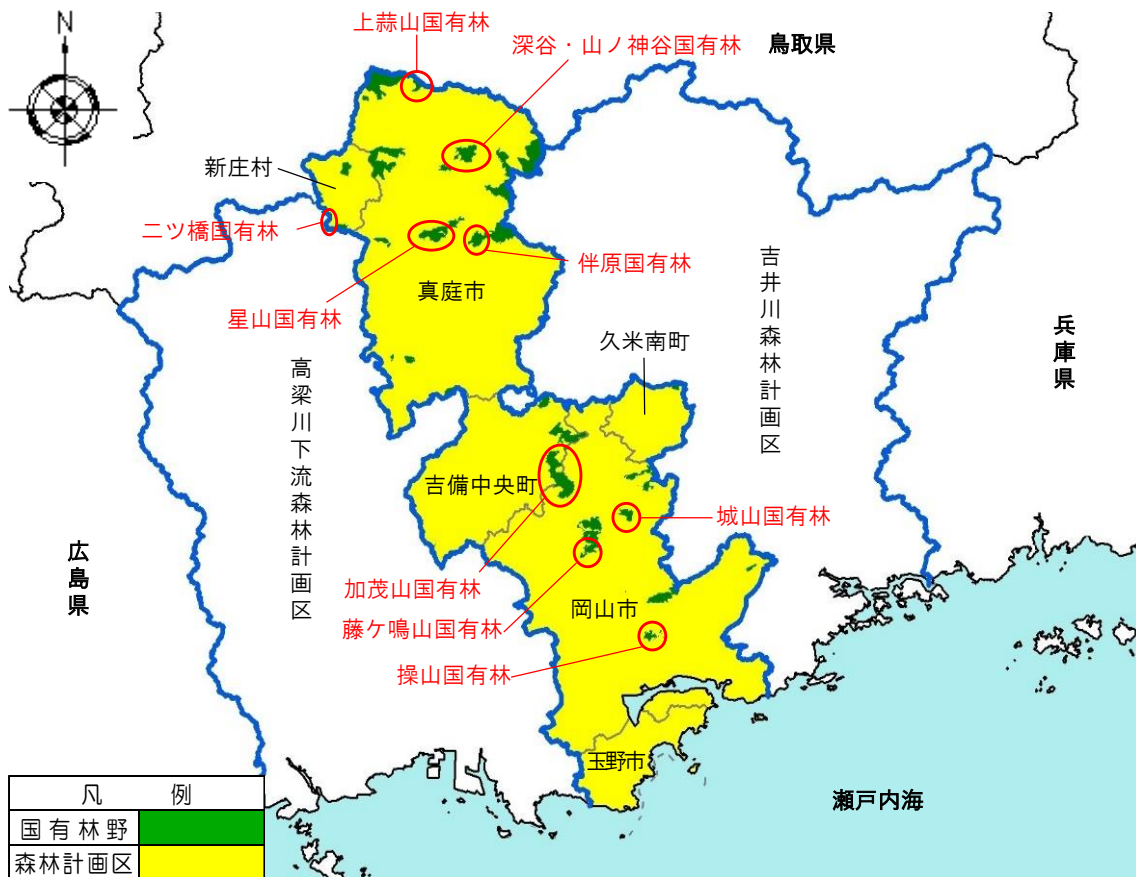 N
上蒜山国有林
深谷・山ノ神谷国有林
鳥取県
新庄村
二ツ橋国有林
伴原国有林
真庭市
星山国有林
吉井川森林計画区
久米南町
兵庫県
高梁川下流森林計画区
吉備中央町
城山国有林
広島県
加茂山国有林
岡山市
藤ケ鳴山国有林
操山国有林
玉野市
瀬戸内海
凡 例
国有林野
森林計画区